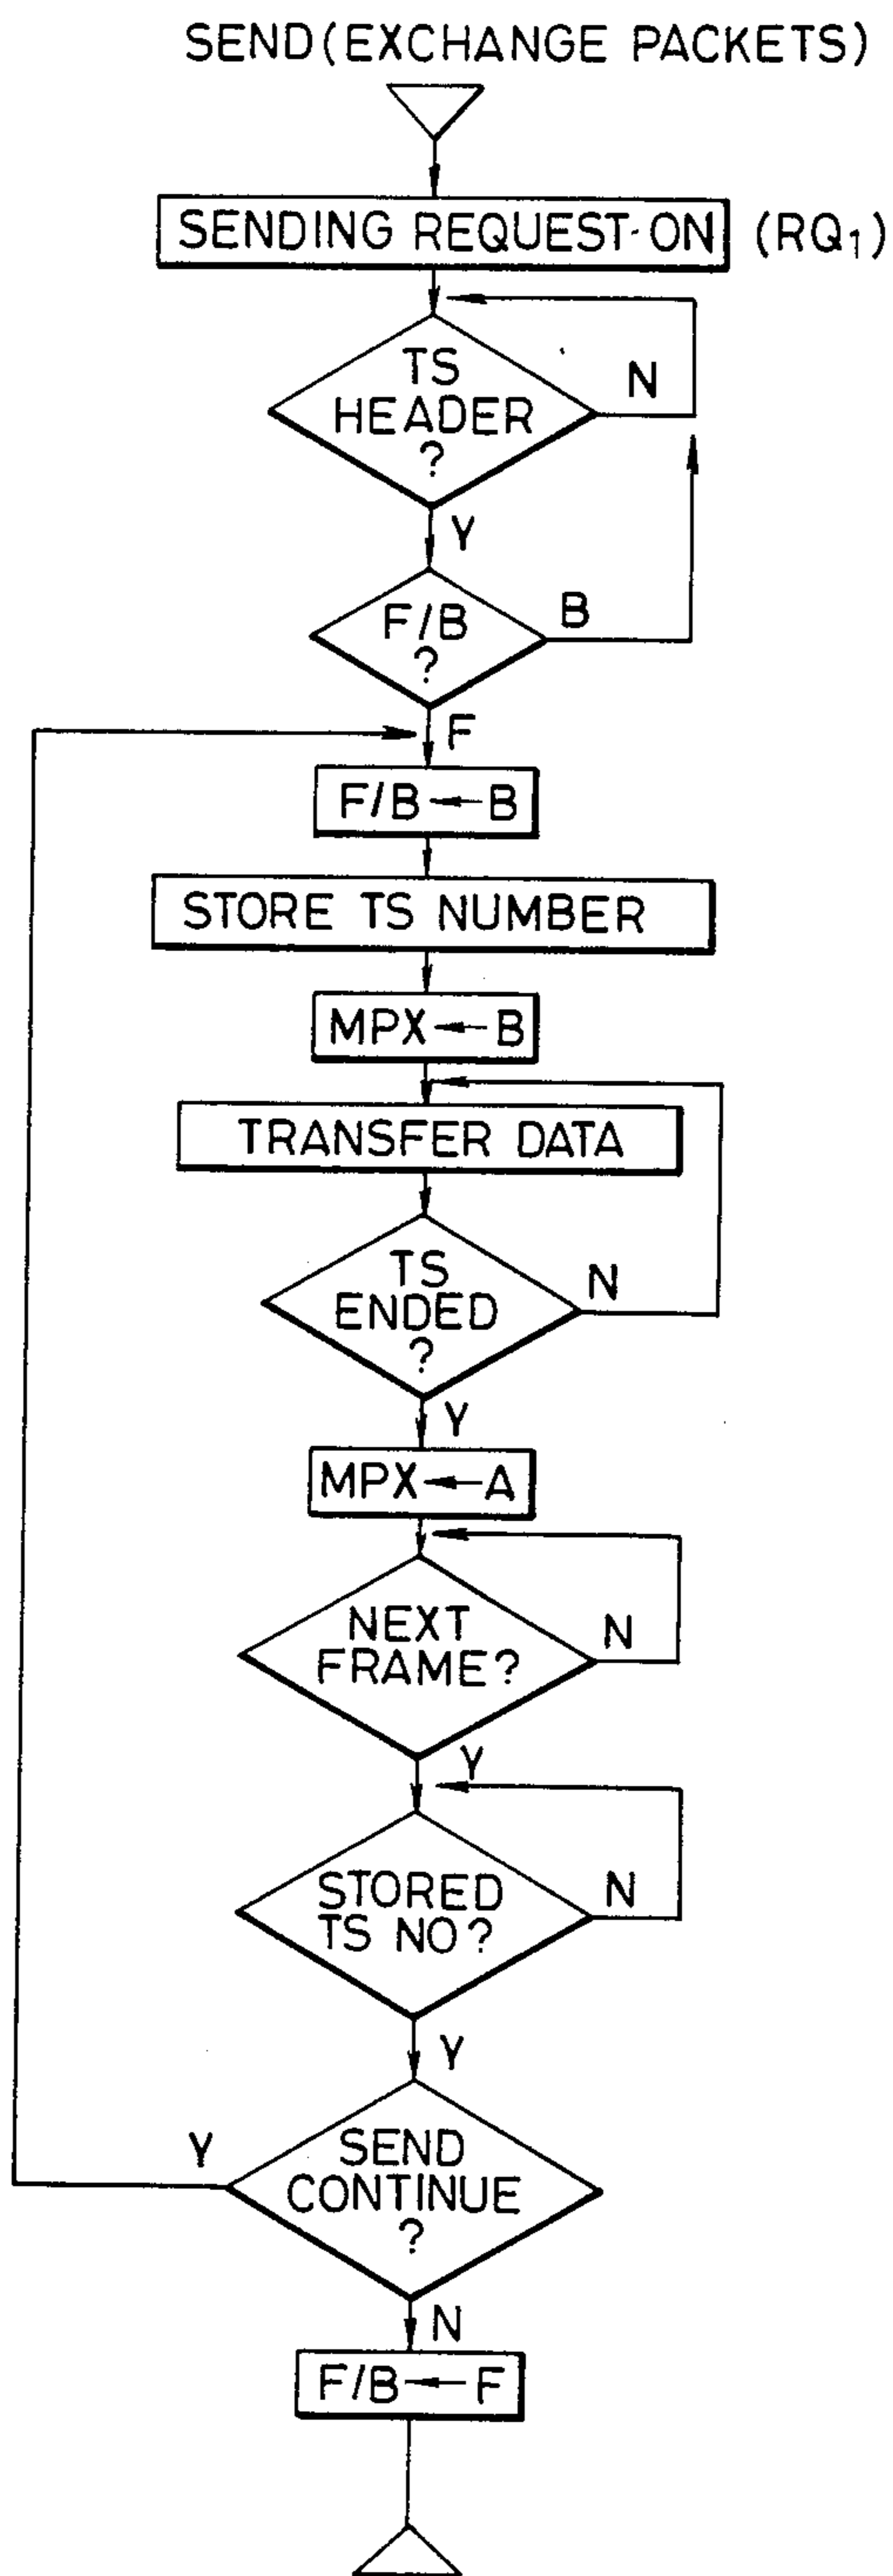 SEND(EXCHANGE PACKETS)
SENDING REQUEST-ON (RQ₁)
TS
HEADER
?
N
Y
F/B
?
B
F
F/B←B
STORE TS NUMBER
MPX←B
TRANSFER DATA
TS
ENDED
?
N
Y
MPX←A
NEXT
FRAME?
N
Y
STORED
TS NO?
N
Y
SEND
CONTINUE
?
Y
N
F/B←F